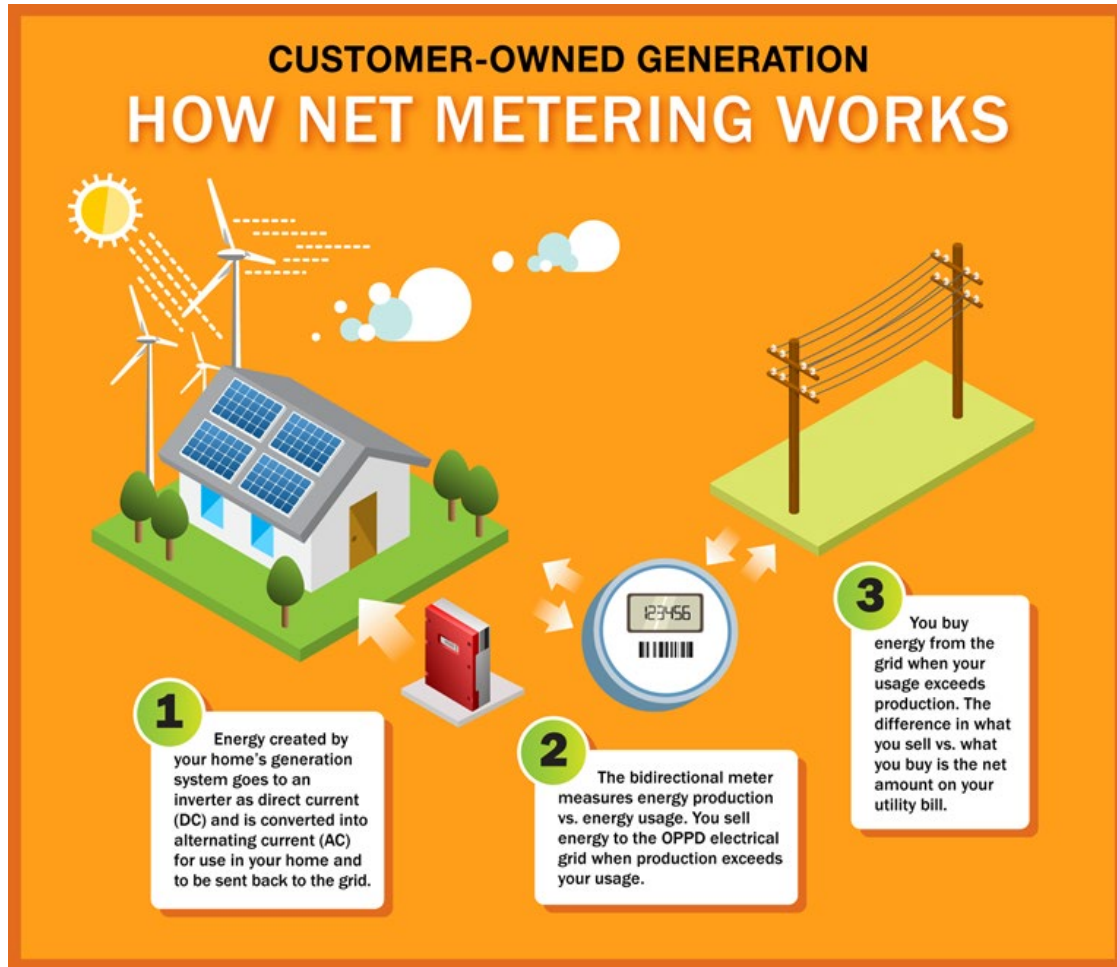 CUSTOMER-OWNED GENERATION
HOW NET METERING WORKS
123456
1
Energy created by
your home's generation
system goes to an
inverter as direct current
(DC) and is converted into
alternating current (AC)
for use in your home and
to be sent back to the grid.
2
The bidirectional meter
measures energy production
vs. energy usage. You sell
energy to the OPPD electrical
grid when production exceeds
your usage.
3
You buy
energy from the
grid when your
usage exceeds
production. The
difference in what
you sell vs. what
you buy is the net
amount on your
utility bill.